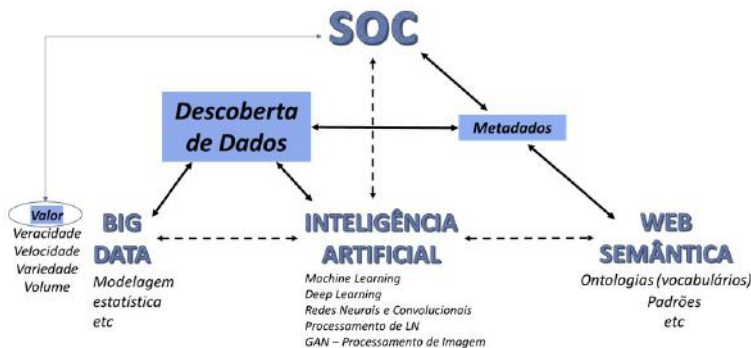 SOC
Descoberta
de Dados
Metadados
Valor
Veracidade
Velocidade
Variedade
Volume
BIG
DATA
Modelagem
estatística
etc
INTELIGÊNCIA
ARTIFICIAL
Machine Learning
Deep Learning
Redes Neurais e Convolucionais
Processamento de LN
GAN – Processamento de Imagem
WEB
SEMÂNTICA
Ontologias (vocabulários)
Padrões
etc